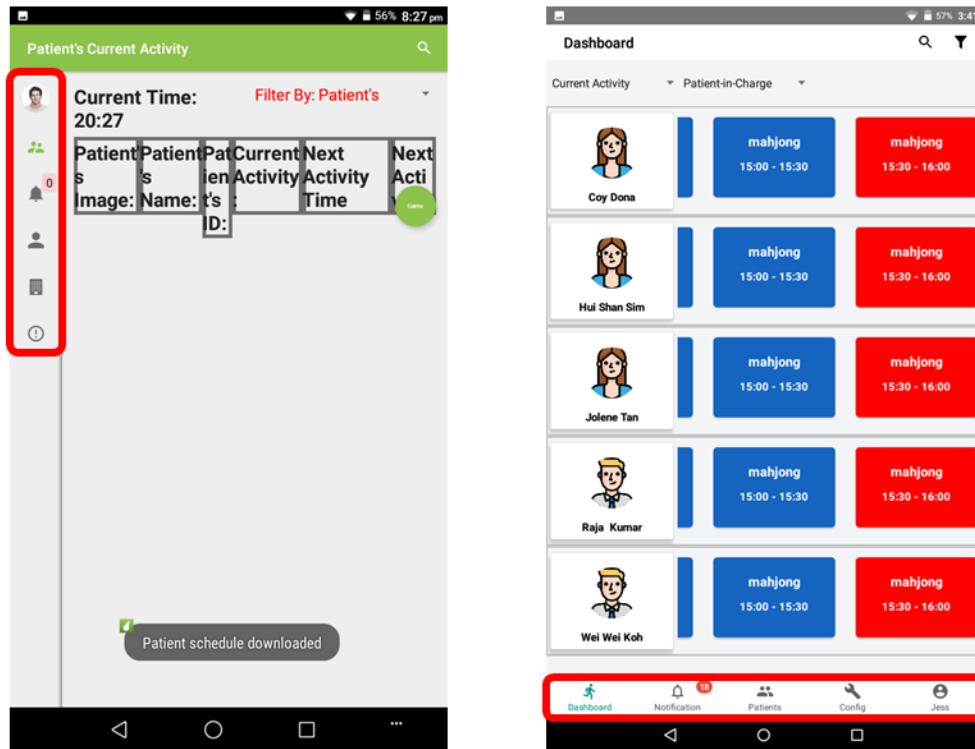 56% 8:27 pm
Patient's Current Activity
0
Current Time:
20:27
Filter By: Patient's
Patient'
s
Image:
Patient'
s
Name:
Pat
ien
t's
ID:
Current
Activity
:
Next
Activity
Time
Next
Acti
Game
Patient schedule downloaded
57% 3:41
Dashboard
Current Activity
Patient-in-Charge
Coy Dona
mahjong
15:00 - 15:30
mahjong
15:30 - 16:00
Hui Shan Sim
mahjong
15:00 - 15:30
mahjong
15:30 - 16:00
Jolene Tan
mahjong
15:00 - 15:30
mahjong
15:30 - 16:00
Raja Kumar
mahjong
15:00 - 15:30
mahjong
15:30 - 16:00
Wei Wei Koh
mahjong
15:00 - 15:30
mahjong
15:30 - 16:00
18
Dashboard
Notification
Patients
Config
Jess